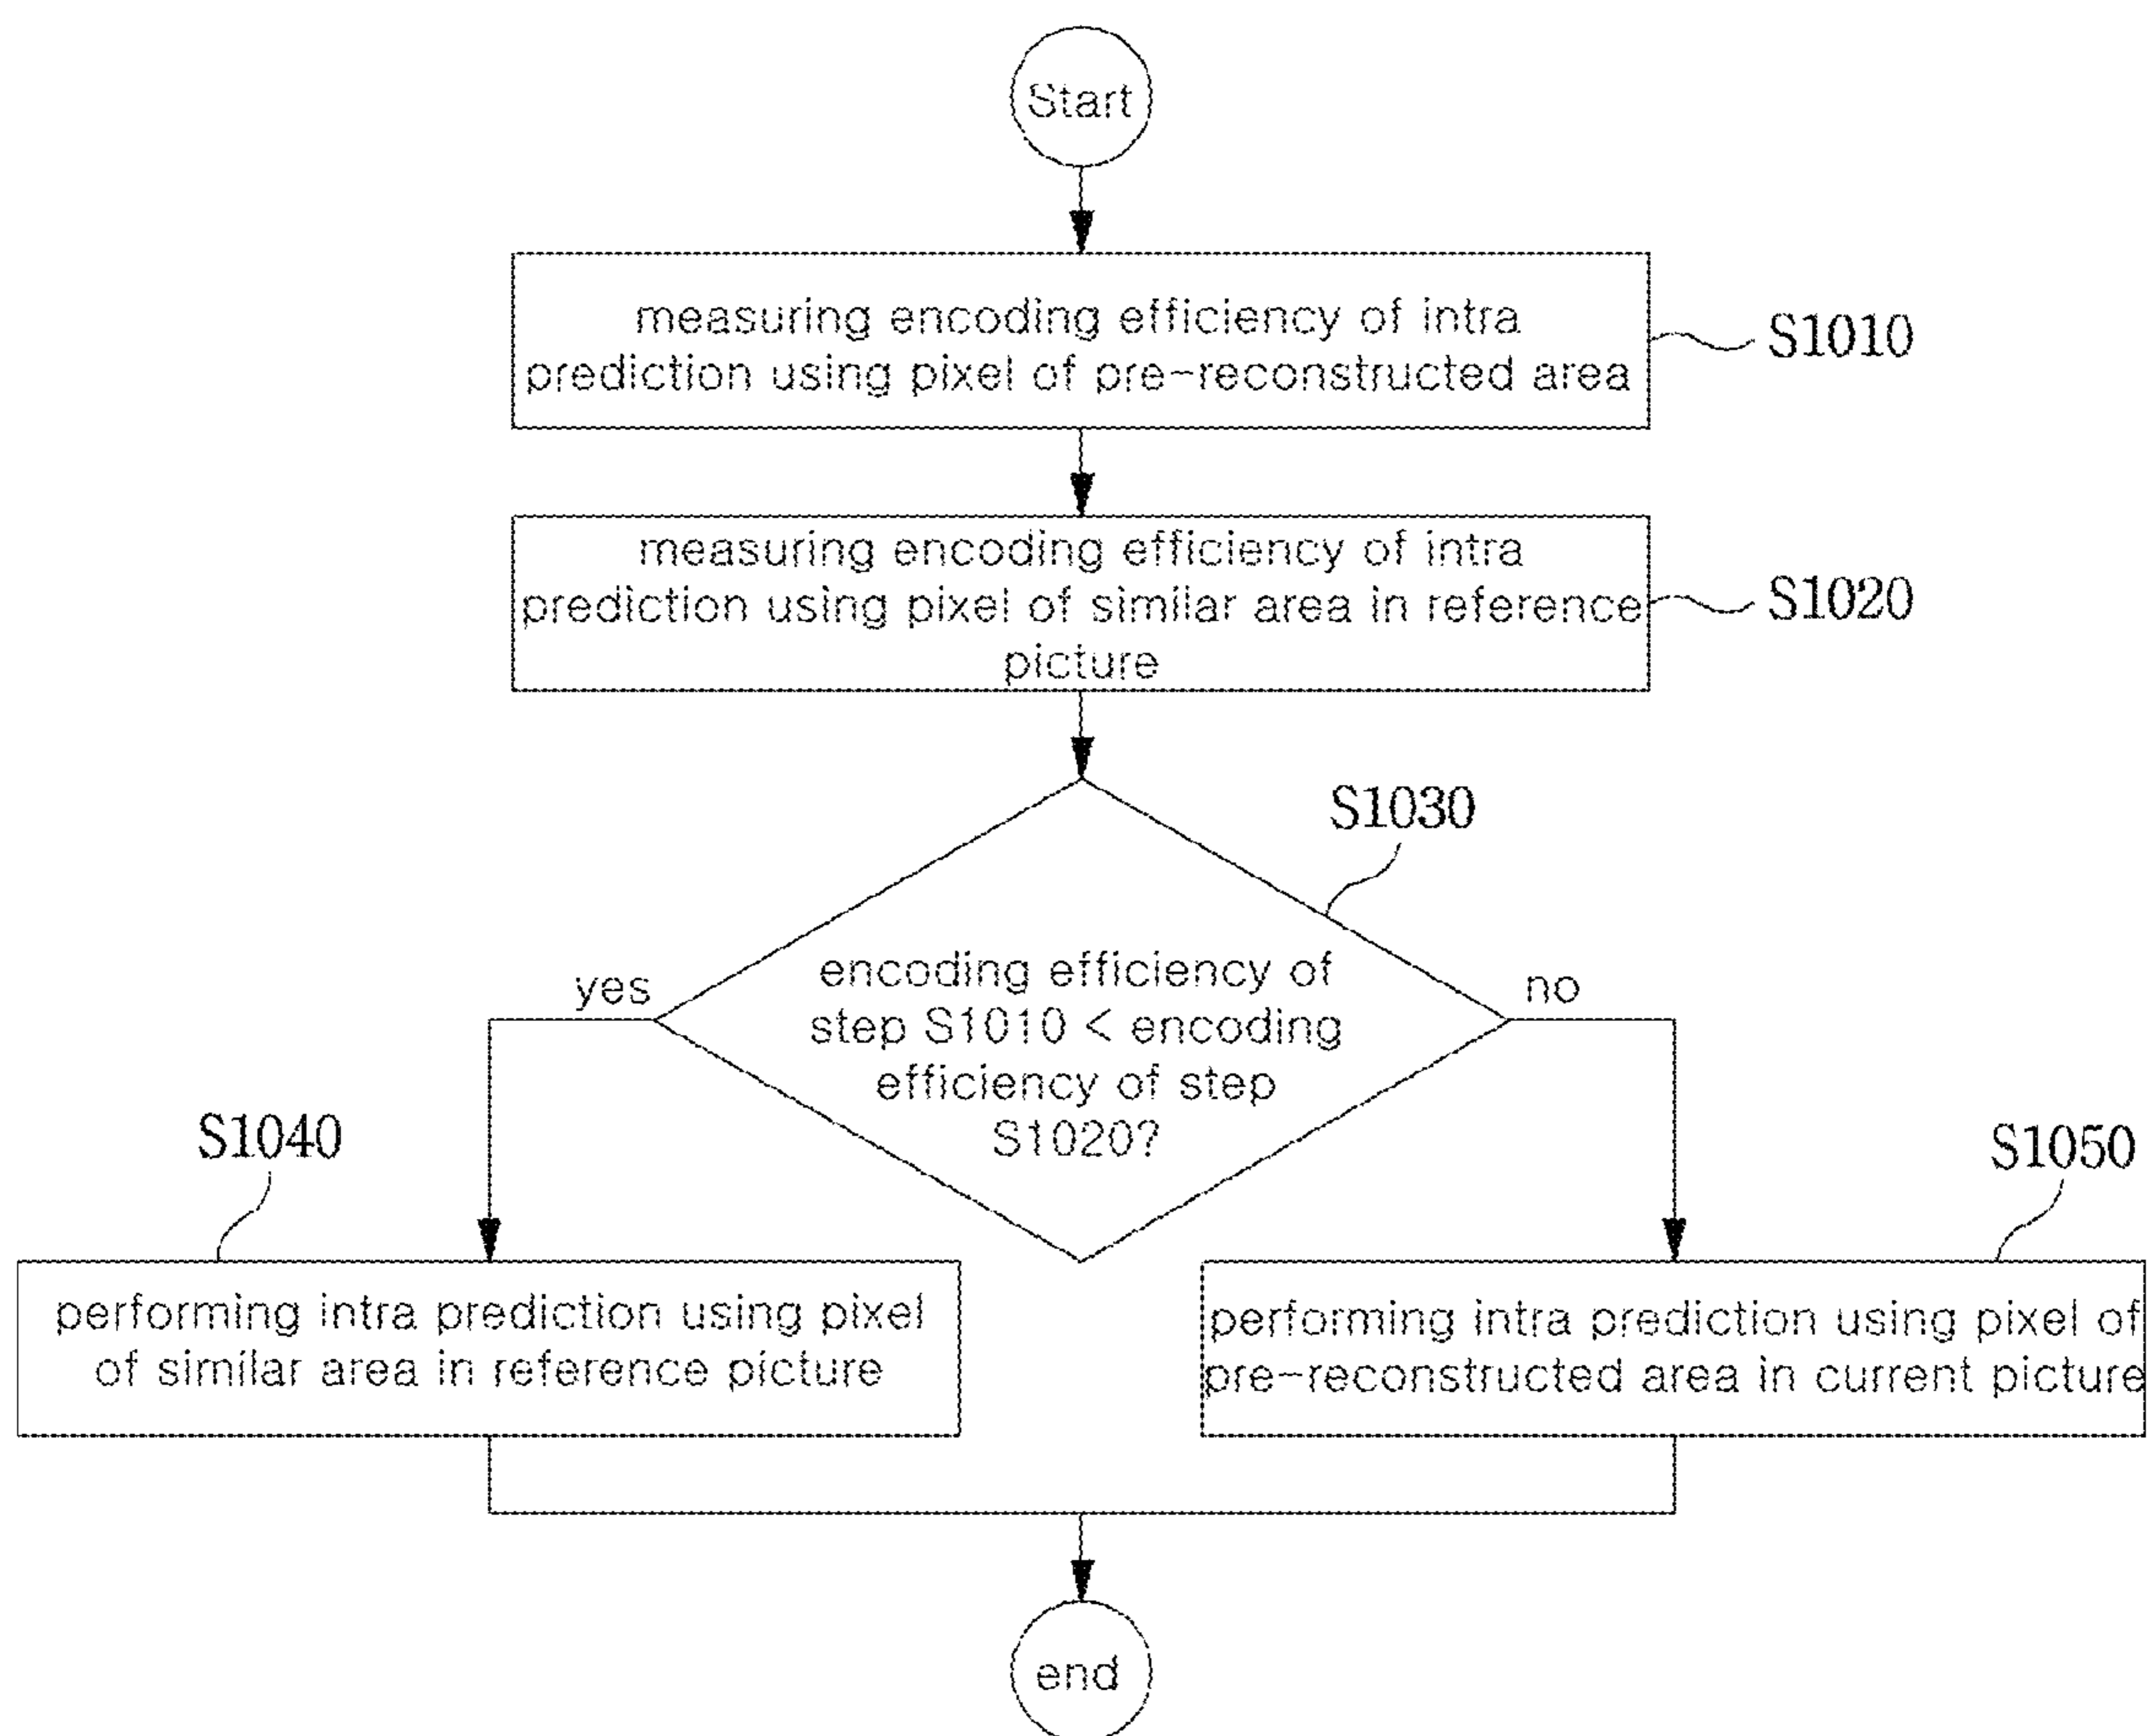 Start
measuring encoding efficiency of intra
prediction using pixel of pre-reconstructed area
S1010
measuring encoding efficiency of intra
prediction using pixel of similar area in reference
picture
S1020
S1030
encoding efficiency of
step S1010 < encoding
efficiency of step
S1020?
yes
no
S1040
S1050
performing intra prediction using pixel
of similar area in reference picture
performing intra prediction using pixel of
pre-reconstructed area in current picture
end